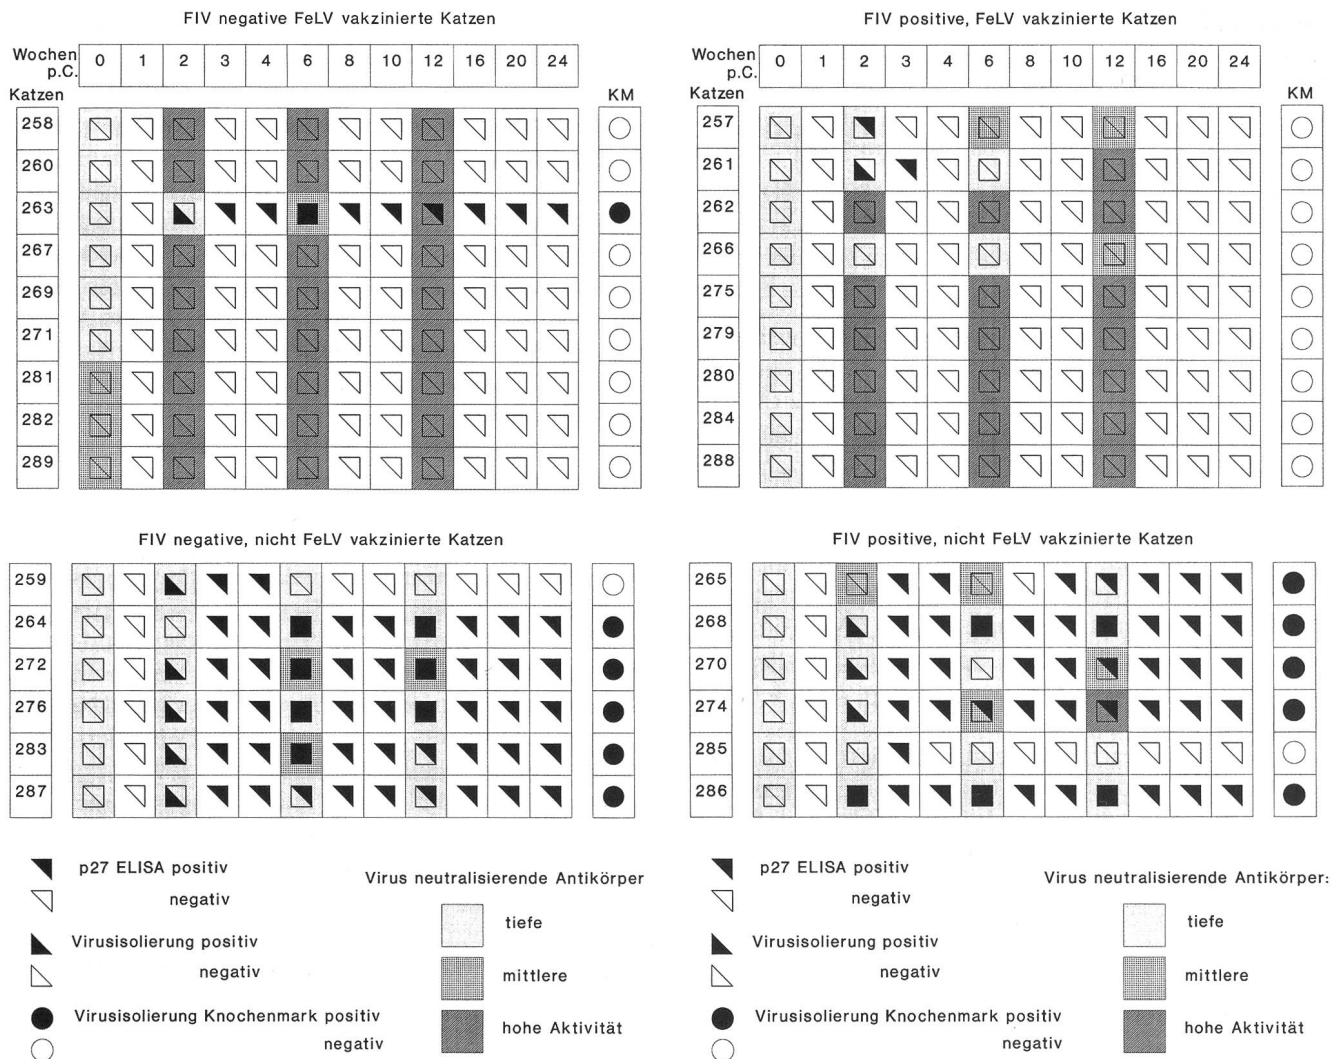 FIV negative FeLV vakzinierte Katzen
Wochen p.C. 0 1 2 3 4 6 8 10 12 16 20 24
Katzen KM
258
260
263
267
269
271
281
282
289
FIV positive, FeLV vakzinierte Katzen
Wochen p.C. 0 1 2 3 4 6 8 10 12 16 20 24
Katzen KM
257
261
262
266
275
279
280
284
288
FIV negative, nicht FeLV vakzinierte Katzen
259
264
272
276
283
287
FIV positive, nicht FeLV vakzinierte Katzen
265
268
270
274
285
286
p27 ELISA positiv
negativ
Virusisolierung positiv
negativ
Virusisolierung Knochenmark positiv
negativ
Virus neutralisierende Antikörper
tiefe
mittlere
hohe Aktivität
p27 ELISA positiv
negativ
Virusisolierung positiv
negativ
Virusisolierung Knochenmark positiv
negativ
Virus neutralisierende Antikörper:
tiefe
mittlere
hohe Aktivität